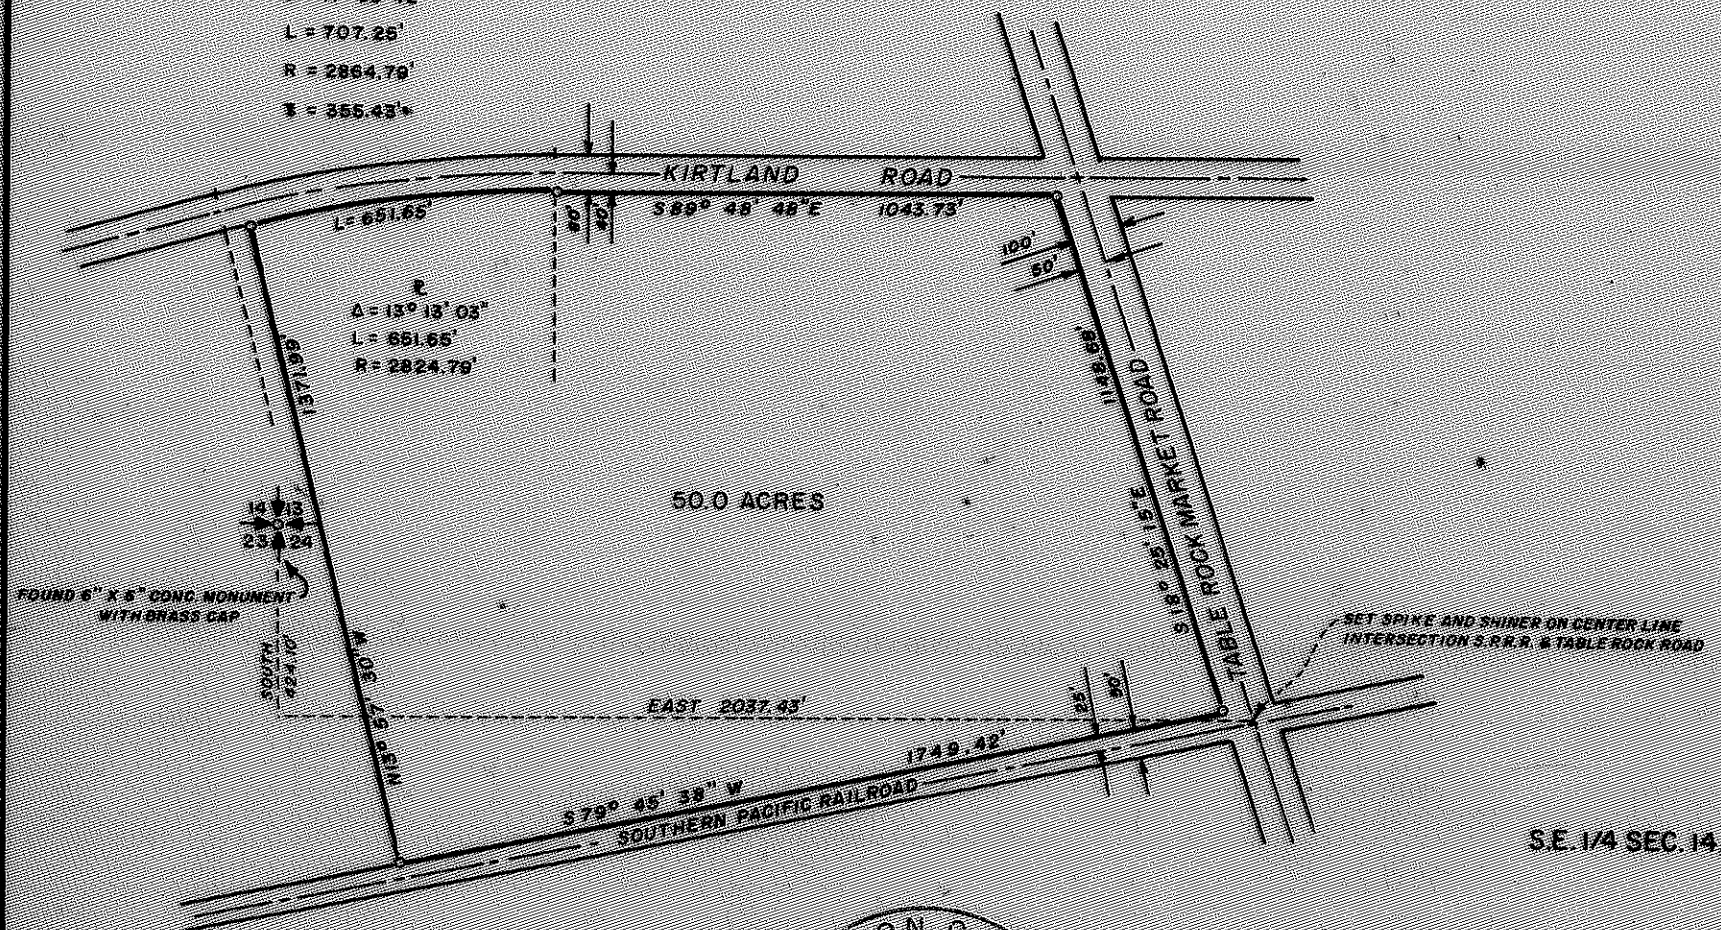 L = 707.25'
R = 2864.79'
= 355.43'
KIRTLAND ROAD
L= 651.65'
S 89° 48' 48" E 1043.73'
100'
50'
Δ = 13° 13' 03"
L = 651.65'
R = 2824.79'
1371.99'
1148.68'
50.0 ACRES
14 13
23 24
FOUND 6" X 6" CONC. MONUMENT
WITH BRASS CAP
SOUTH
424.10'
N13° 57' 30" W
S 18° 25' 15" E
TABLE ROCK MARKET ROAD
SET SPIKE AND SHINER ON CENTER LINE
INTERSECTION S.P.R.R. & TABLE ROCK ROAD
EAST 2037.43'
25'
50'
1749.42'
S 79° 45' 38" W
SOUTHERN PACIFIC RAILROAD
S.E. 1/4 SEC. 14